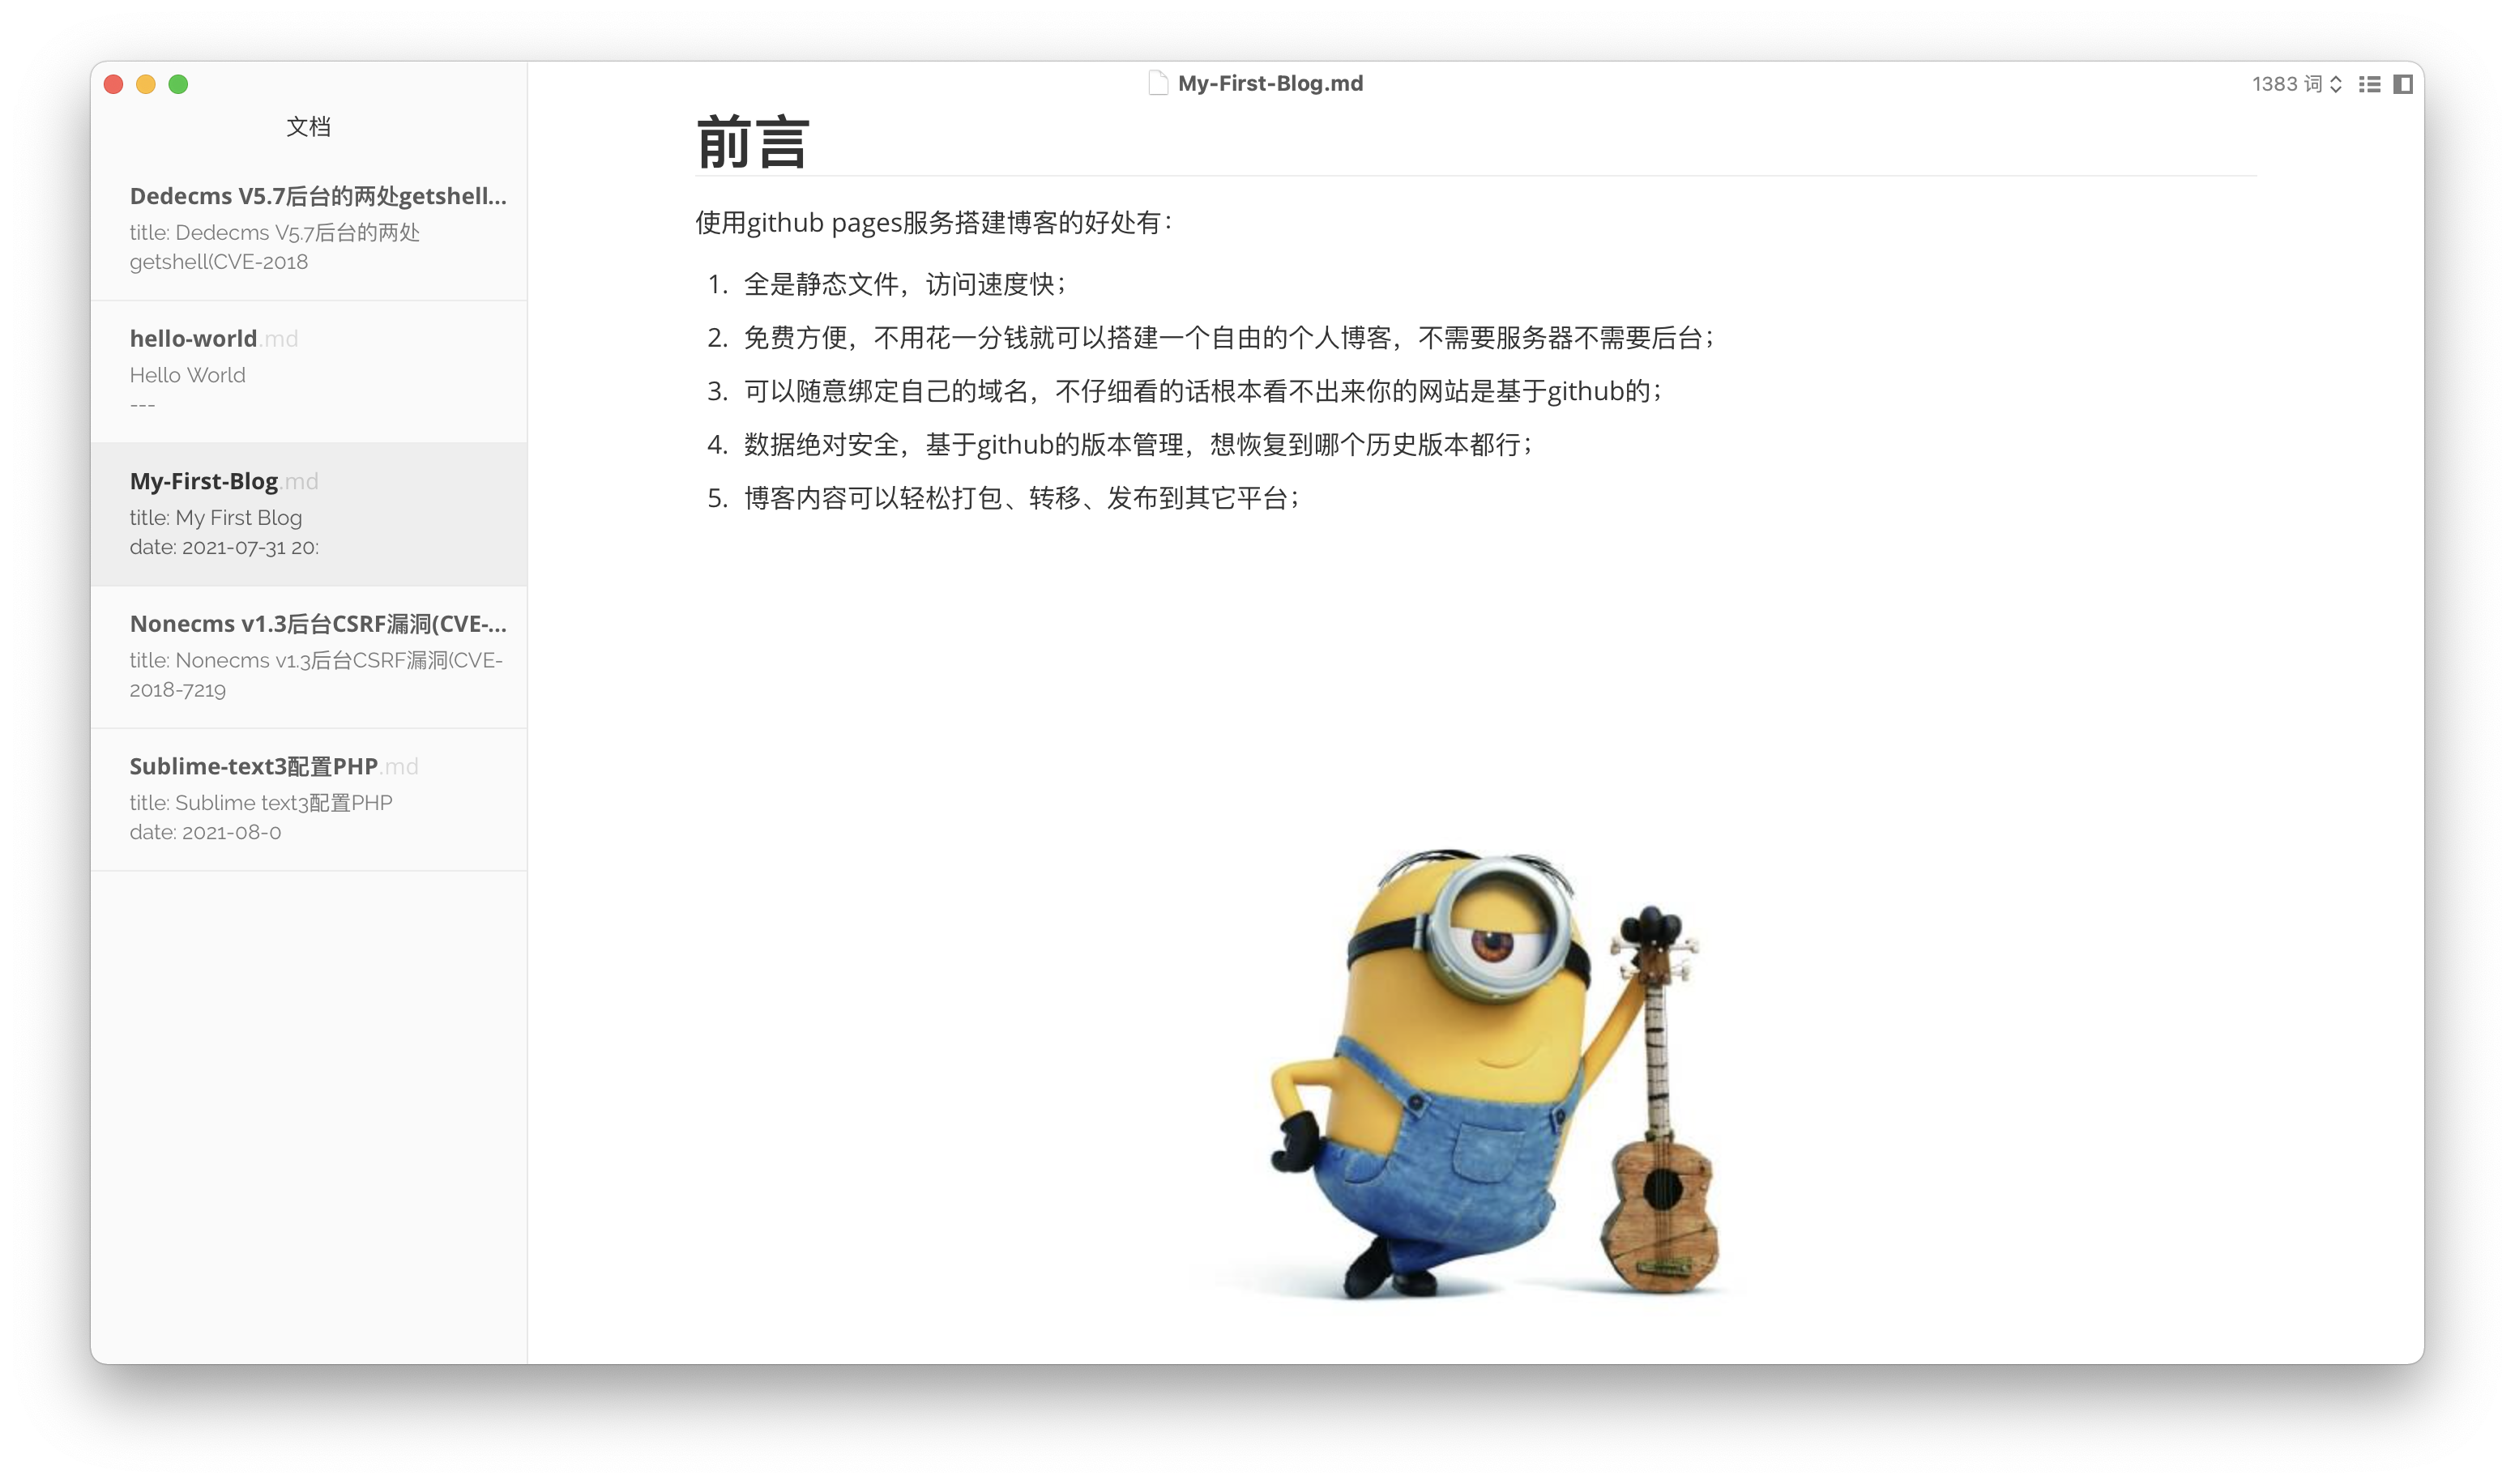 My-First-Blog.md
1383 词
文档
Dedecms V5.7后台的两处getshell...
title: Dedecms V5.7后台的两处
getshell(CVE-2018
hello-world.md
Hello World
---
My-First-Blog.md
title: My First Blog
date: 2021-07-31 20:
Nonecms v1.3后台CSRF漏洞(CVE-...
title: Nonecms v1.3后台CSRF漏洞(CVE-
2018-7219
Sublime-text3配置PHP.md
title: Sublime text3配置PHP
date: 2021-08-0
前言
使用github pages服务搭建博客的好处有：
1. 全是静态文件，访问速度快；
2. 免费方便，不用花一分钱就可以搭建一个自由的个人博客，不需要服务器不需要后台；
3. 可以随意绑定自己的域名，不仔细看的话根本看不出来你的网站是基于github的；
4. 数据绝对安全，基于github的版本管理，想恢复到哪个历史版本都行；
5. 博客内容可以轻松打包、转移、发布到其它平台；